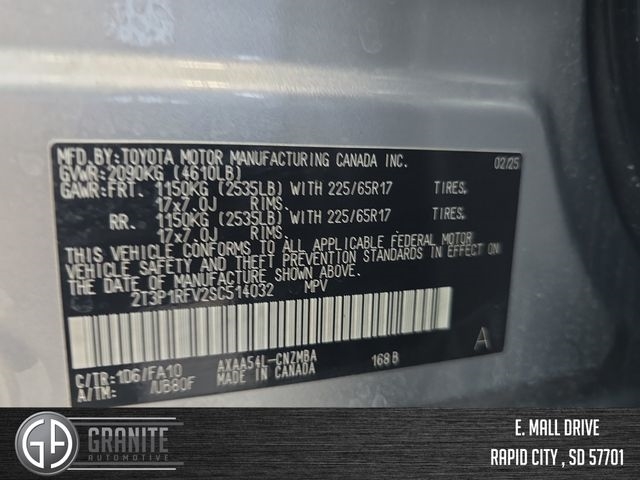 MFD.BY:TOYOTA MOTOR MANUFACTURING CANADA INC. 02/25
GVWR:2090KG (4610LB)
GAWR:FRT. 1150KG (2535LB) WITH 225/65R17 TIRES.
17x7.0J RIMS.
RR. 1150KG (2535LB) WITH 225/65R17 TIRES.
17x7.0J RIMS.
THIS VEHICLE CONFORMS TO ALL APPLICABLE FEDERAL MOTOR
VEHICLE SAFETY AND THEFT PREVENTION STANDARDS IN EFFECT ON
THE DATE OF MANUFACTURE SHOWN ABOVE.
2T3P1RFV2SC514032 MPV
A
C/TR:1D6/FA10 AXAA54L-CNZMBA 168B
A/TM: /UB80F MADE IN CANADA
GA GRANITE
AUTOMOTIVE
E. MALL DRIVE
RAPID CITY , SD 57701